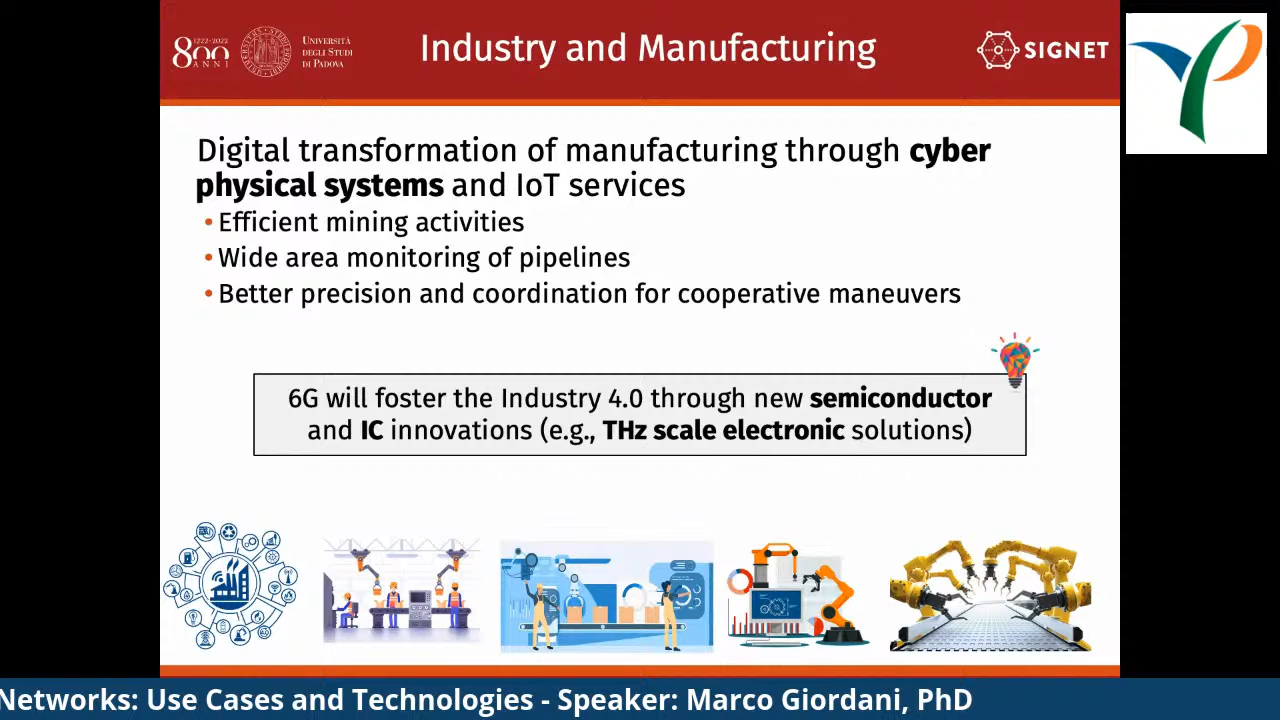 1222-2022
800
ANNI
UNIVERSITÀ
DEGLI STUDI
DI PADOVA
Industry and Manufacturing
SIGNET
Digital transformation of manufacturing through cyber
physical systems and IoT services
• Efficient mining activities
• Wide area monitoring of pipelines
• Better precision and coordination for cooperative maneuvers
6G will foster the Industry 4.0 through new semiconductor
and IC innovations (e.g., THz scale electronic solutions)
Networks: Use Cases and Technologies - Speaker: Marco Giordani, PhD